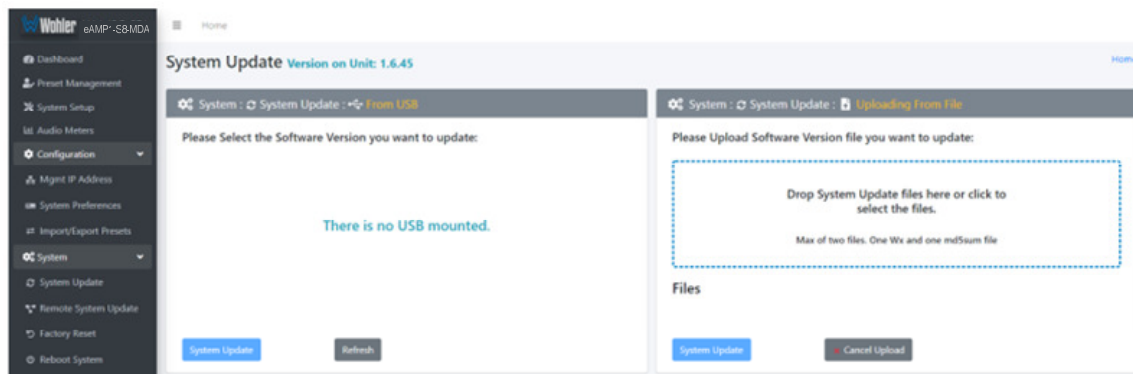 Wohler eAMP1-S8-MDA
Home
Dashboard
Preset Management
System Setup
Audio Meters
Configuration
Mgmt IP Address
System Preferences
Import/Export Presets
System
System Update
Remote System Update
Factory Reset
Reboot System
System Update Version on Unit: 1.6.45
Home
System : System Update : From USB
Please Select the Software Version you want to update:
There is no USB mounted.
System Update
Refresh
System : System Update : Uploading From File
Please Upload Software Version file you want to update:
Drop System Update files here or click to
select the files.
Max of two files. One Wx and one md5sum file
Files
System Update
Cancel Upload